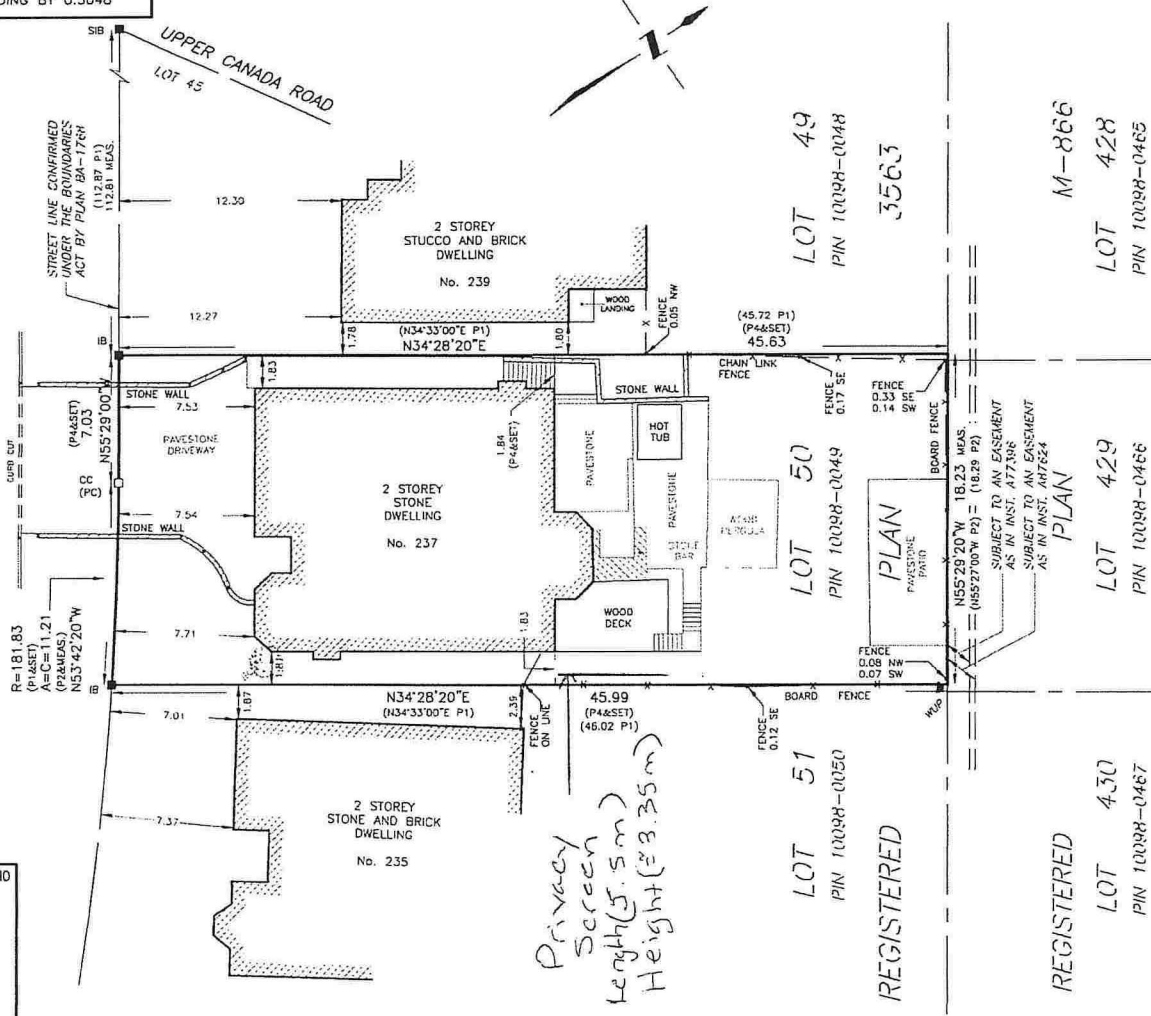 DING BY 0.3048
SIB
UPPER CANADA ROAD
LOT 45
STREET LINE CONFIRMED
UNDER THE BOUNDARIES
ACT BY PLAN BA-1768
(112.87 P1)
112.81 MEAS.
12.30
12.27
2 STOREY
STUCCO AND BRICK
DWELLING
No. 239
WOOD
LANDING
FENCE
0.05 NW
LOT 49
PIN 10098-0048
3563
M-866
LOT 428
PIN 10098-0465
IB
1.78
(N34°33'00"E P1)
N34°28'20"E
1.80
(45.72 P1)
(P4&SET)
45.63
CURB CUT
STONE WALL
(P4&SET)
7.03
N55°29'00"W
7.53
PAVESTONE
DRIVEWAY
CC
(PC)
7.54
STONE WALL
7.71
1.83
1.84
(P4&SET)
STONE WALL
CHAIN LINK
FENCE
FENCE
0.17 SE
FENCE
0.33 SE
0.14 SW
BOARD FENCE
2 STOREY
STONE
DWELLING
No. 237
PAVESTONE
HOT
TUB
PAVESTONE
STONE
BAR
WOOD
PERGOLA
WOOD
DECK
1.83
1.81
LOT 50
PIN 10098-0049
PLAN
PAVESTONE
PATIO
N55°29'20"W 18.23 MEAS.
(N55°27'00"W P2) = (18.29 P2)
SUBJECT TO AN EASEMENT
AS IN INST. A77396
SUBJECT TO AN EASEMENT
AS IN INST. AH7624
PLAN
LOT 429
PIN 10098-0466
R=181.83
(P1&SET)
A=C=11.21
(P2&MEAS.)
N53°42'20"W
IB
7.01
1.87
N34°28'20"E
(N34°33'00"E P1)
2.39
FENCE
ON LINE
45.99
(P4&SET)
(46.02 P1)
FENCE
0.12 SE
BOARD FENCE
FENCE
0.08 NW
0.07 SW
WUP
7.37
2 STOREY
STONE AND BRICK
DWELLING
No. 235
Privacy
Screen
Length (5.5m)
Height (≈3.35m)
LOT 51
PIN 10098-0050
REGISTERED
REGISTERED
LOT 430
PIN 10098-0467